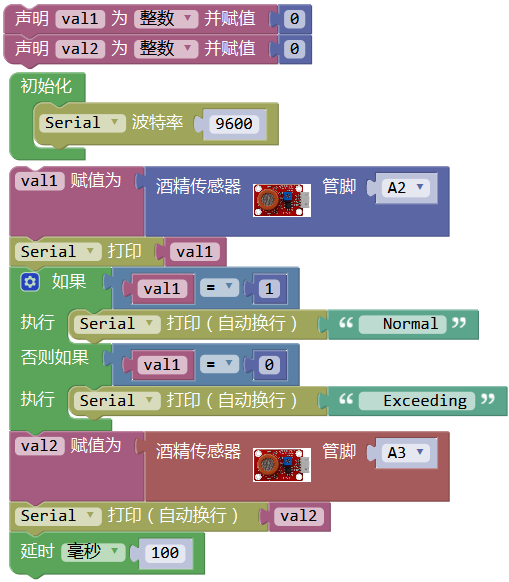 声明 val1 为 整数 并赋值 0
声明 val2 为 整数 并赋值 0
初始化
Serial 波特率 9600
val1 赋值为 酒精传感器 管脚 A2
Serial 打印 val1
如果 val1 = 1
执行 Serial 打印（自动换行） “ Normal ”
否则如果 val1 = 0
执行 Serial 打印（自动换行） “ Exceeding ”
val2 赋值为 酒精传感器 管脚 A3
Serial 打印（自动换行） val2
延时 毫秒 100